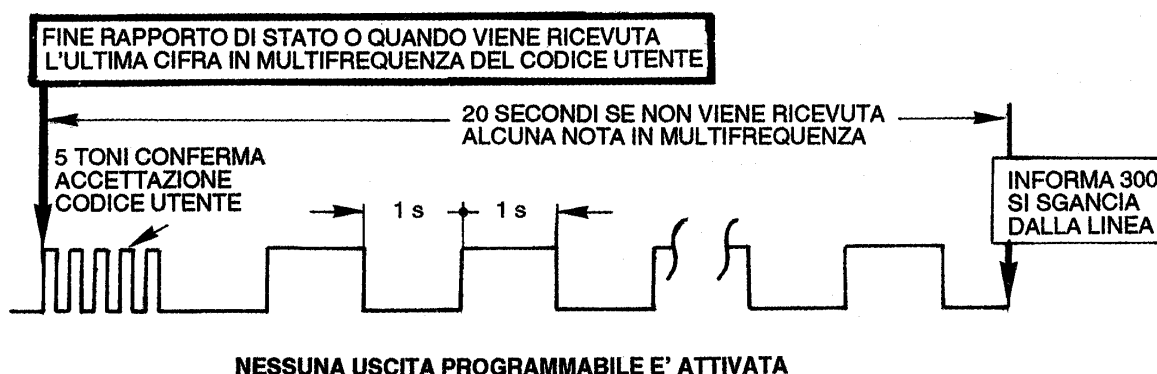 FINE RAPPORTO DI STATO O QUANDO VIENE RICEVUTA
L'ULTIMA CIFRA IN MULTIFREQUENZA DEL CODICE UTENTE
20 SECONDI SE NON VIENE RICEVUTA
ALCUNA NOTA IN MULTIFREQUENZA
5 TONI CONFERMA
ACCETTAZIONE
CODICE UTENTE
1 s
1 s
INFORMA 300
SI SGANCIA
DALLA LINEA
NESSUNA USCITA PROGRAMMABILE E' ATTIVATA